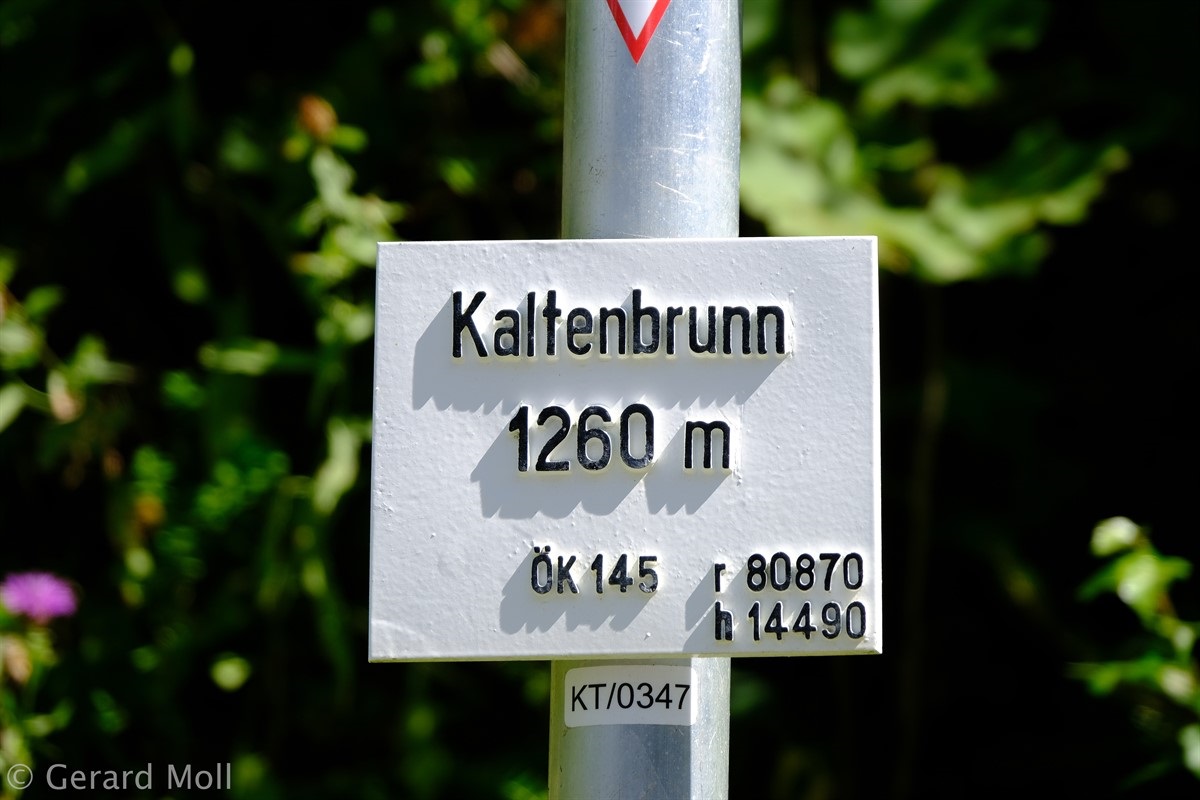 Kaltenbrunn
1260 m
ÖK 145 r 80870
h 14490
KT/0347
© Gerard Moll